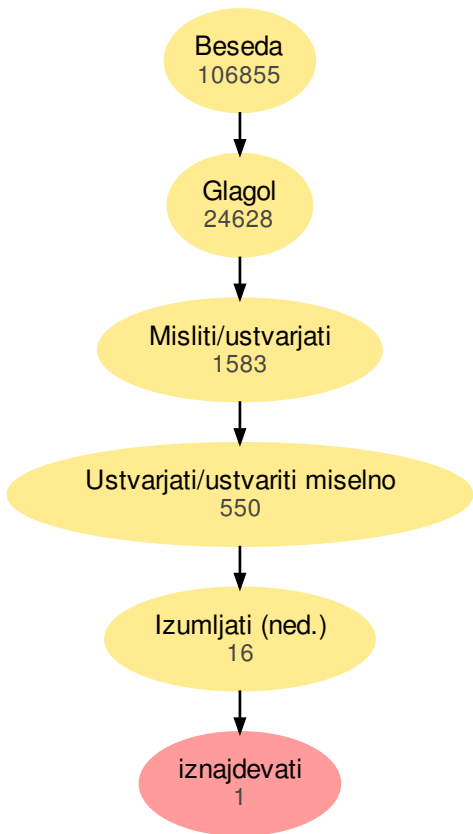 Beseda
106855
Glagol
24628
Misliti/ustvarjati
1583
Ustvarjati/ustvariti miselno
550
Izumljati (ned.)
16
iznajdevati
1